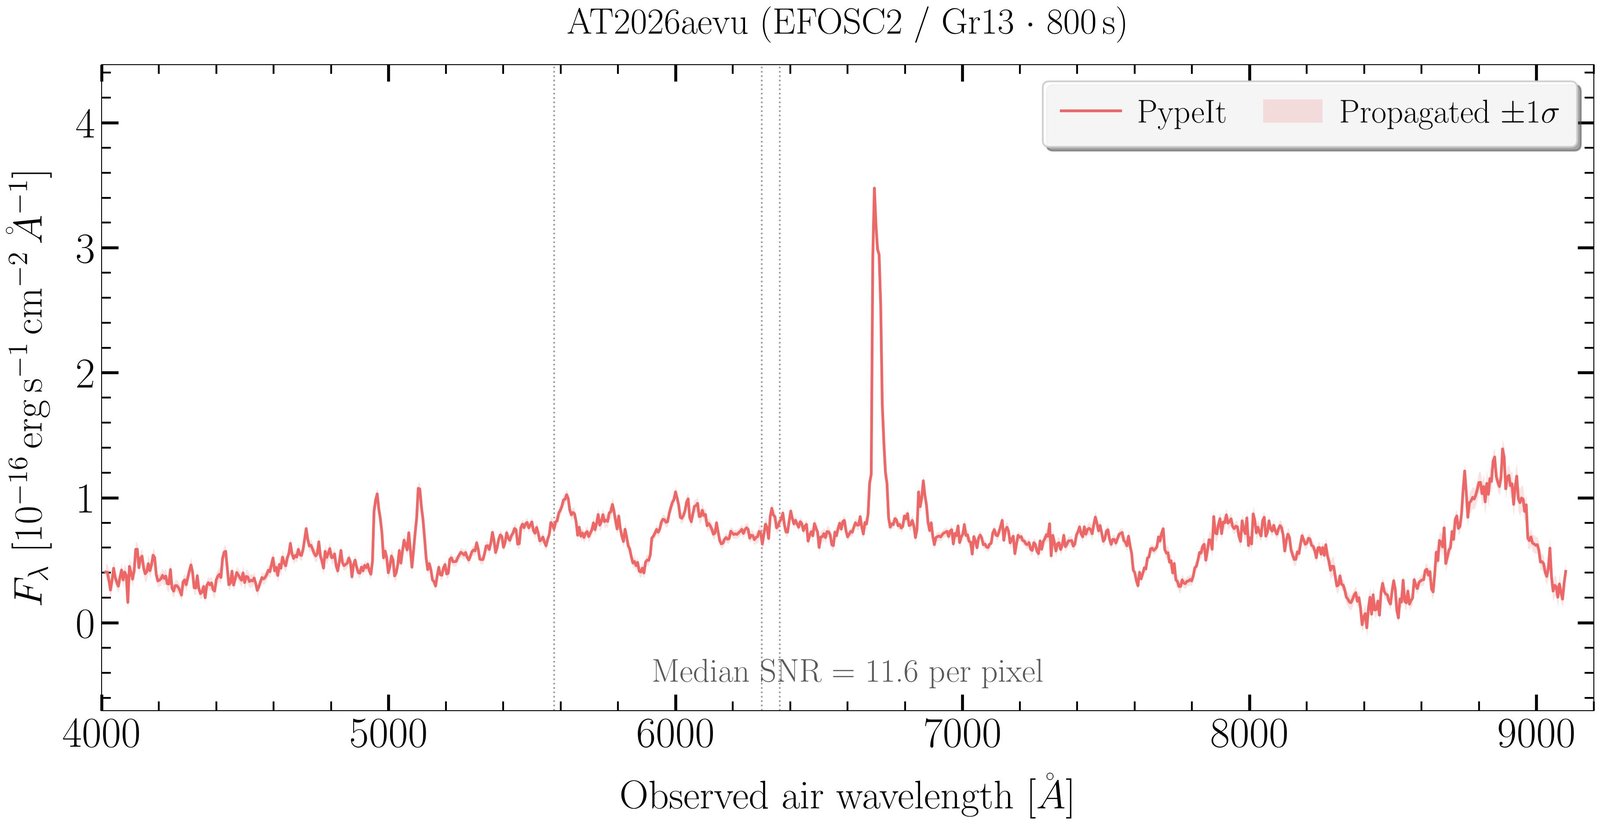 AT2026aevu (EFOSC2 / Gr13 · 800 s)
PypeIt
Propagated ±1σ
4
3
2
1
0
F_λ [10⁻¹⁶ erg s⁻¹ cm⁻² Å⁻¹]
Median SNR = 11.6 per pixel
4000 5000 6000 7000 8000 9000
Observed air wavelength [Å]